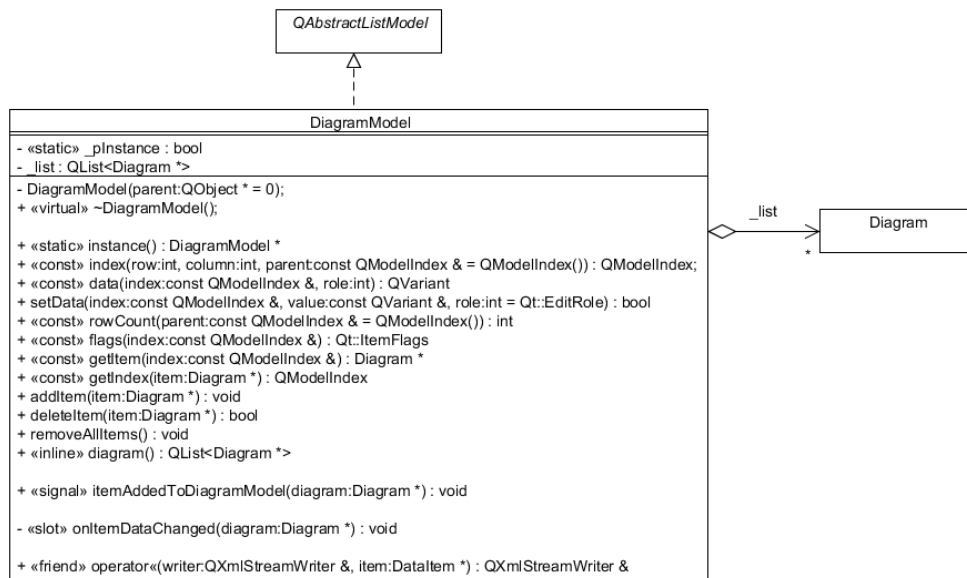 QAbstractListModel
DiagramModel
- «static» _pInstance : bool
- _list : QList<Diagram *>
- DiagramModel(parent:QObject * = 0);
+ «virtual» ~DiagramModel();
+ «static» instance() : DiagramModel *
+ «const» index(row:int, column:int, parent:const QModelIndex & = QModelIndex()) : QModelIndex;
+ «const» data(index:const QModelIndex &, role:int) : QVariant
+ setData(index:const QModelIndex &, value:const QVariant &, role:int = Qt::EditRole) : bool
+ «const» rowCount(parent:const QModelIndex & = QModelIndex()) : int
+ «const» flags(index:const QModelIndex &) : Qt::ItemFlags
+ «const» getItem(index:const QModelIndex &) : Diagram *
+ «const» getIndex(item:Diagram *) : QModelIndex
+ addItem(item:Diagram *) : void
+ deleteItem(item:Diagram *) : bool
+ removeAllItems() : void
+ «inline» diagram() : QList<Diagram *>
+ «signal» itemAddedToDiagramModel(diagram:Diagram *) : void
- «slot» onItemDataChanged(diagram:Diagram *) : void
+ «friend» operator«(writer:QXmlStreamWriter &, item:DataItem *) : QXmlStreamWriter &
_list
*
Diagram